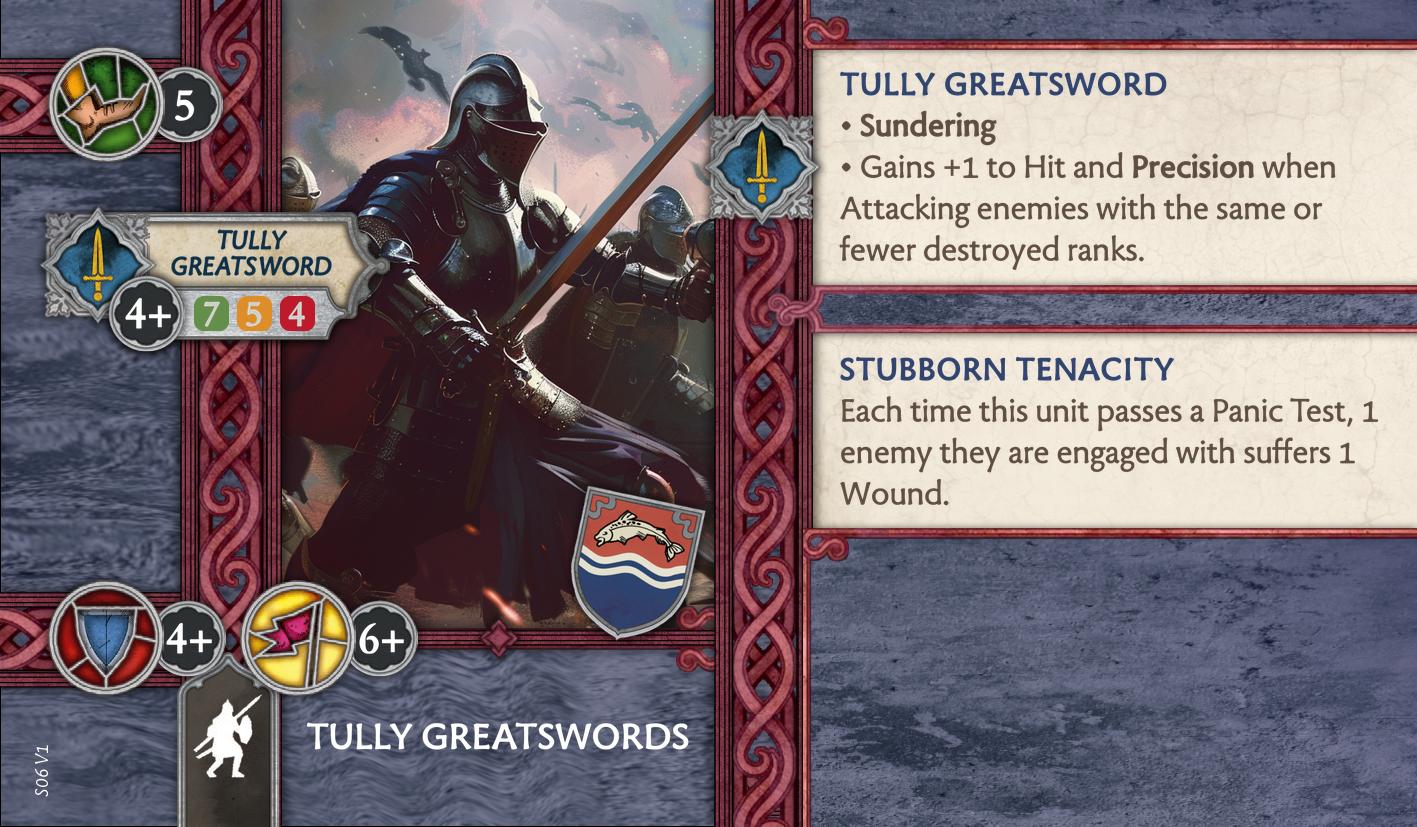 5
TULLY
GREATSWORD
4+ 7 5 4
4+
6+
TULLY GREATSWORDS
S06 V1
TULLY GREATSWORD
• Sundering
• Gains +1 to Hit and Precision when
Attacking enemies with the same or
fewer destroyed ranks.
STUBBORN TENACITY
Each time this unit passes a Panic Test, 1
enemy they are engaged with suffers 1
Wound.